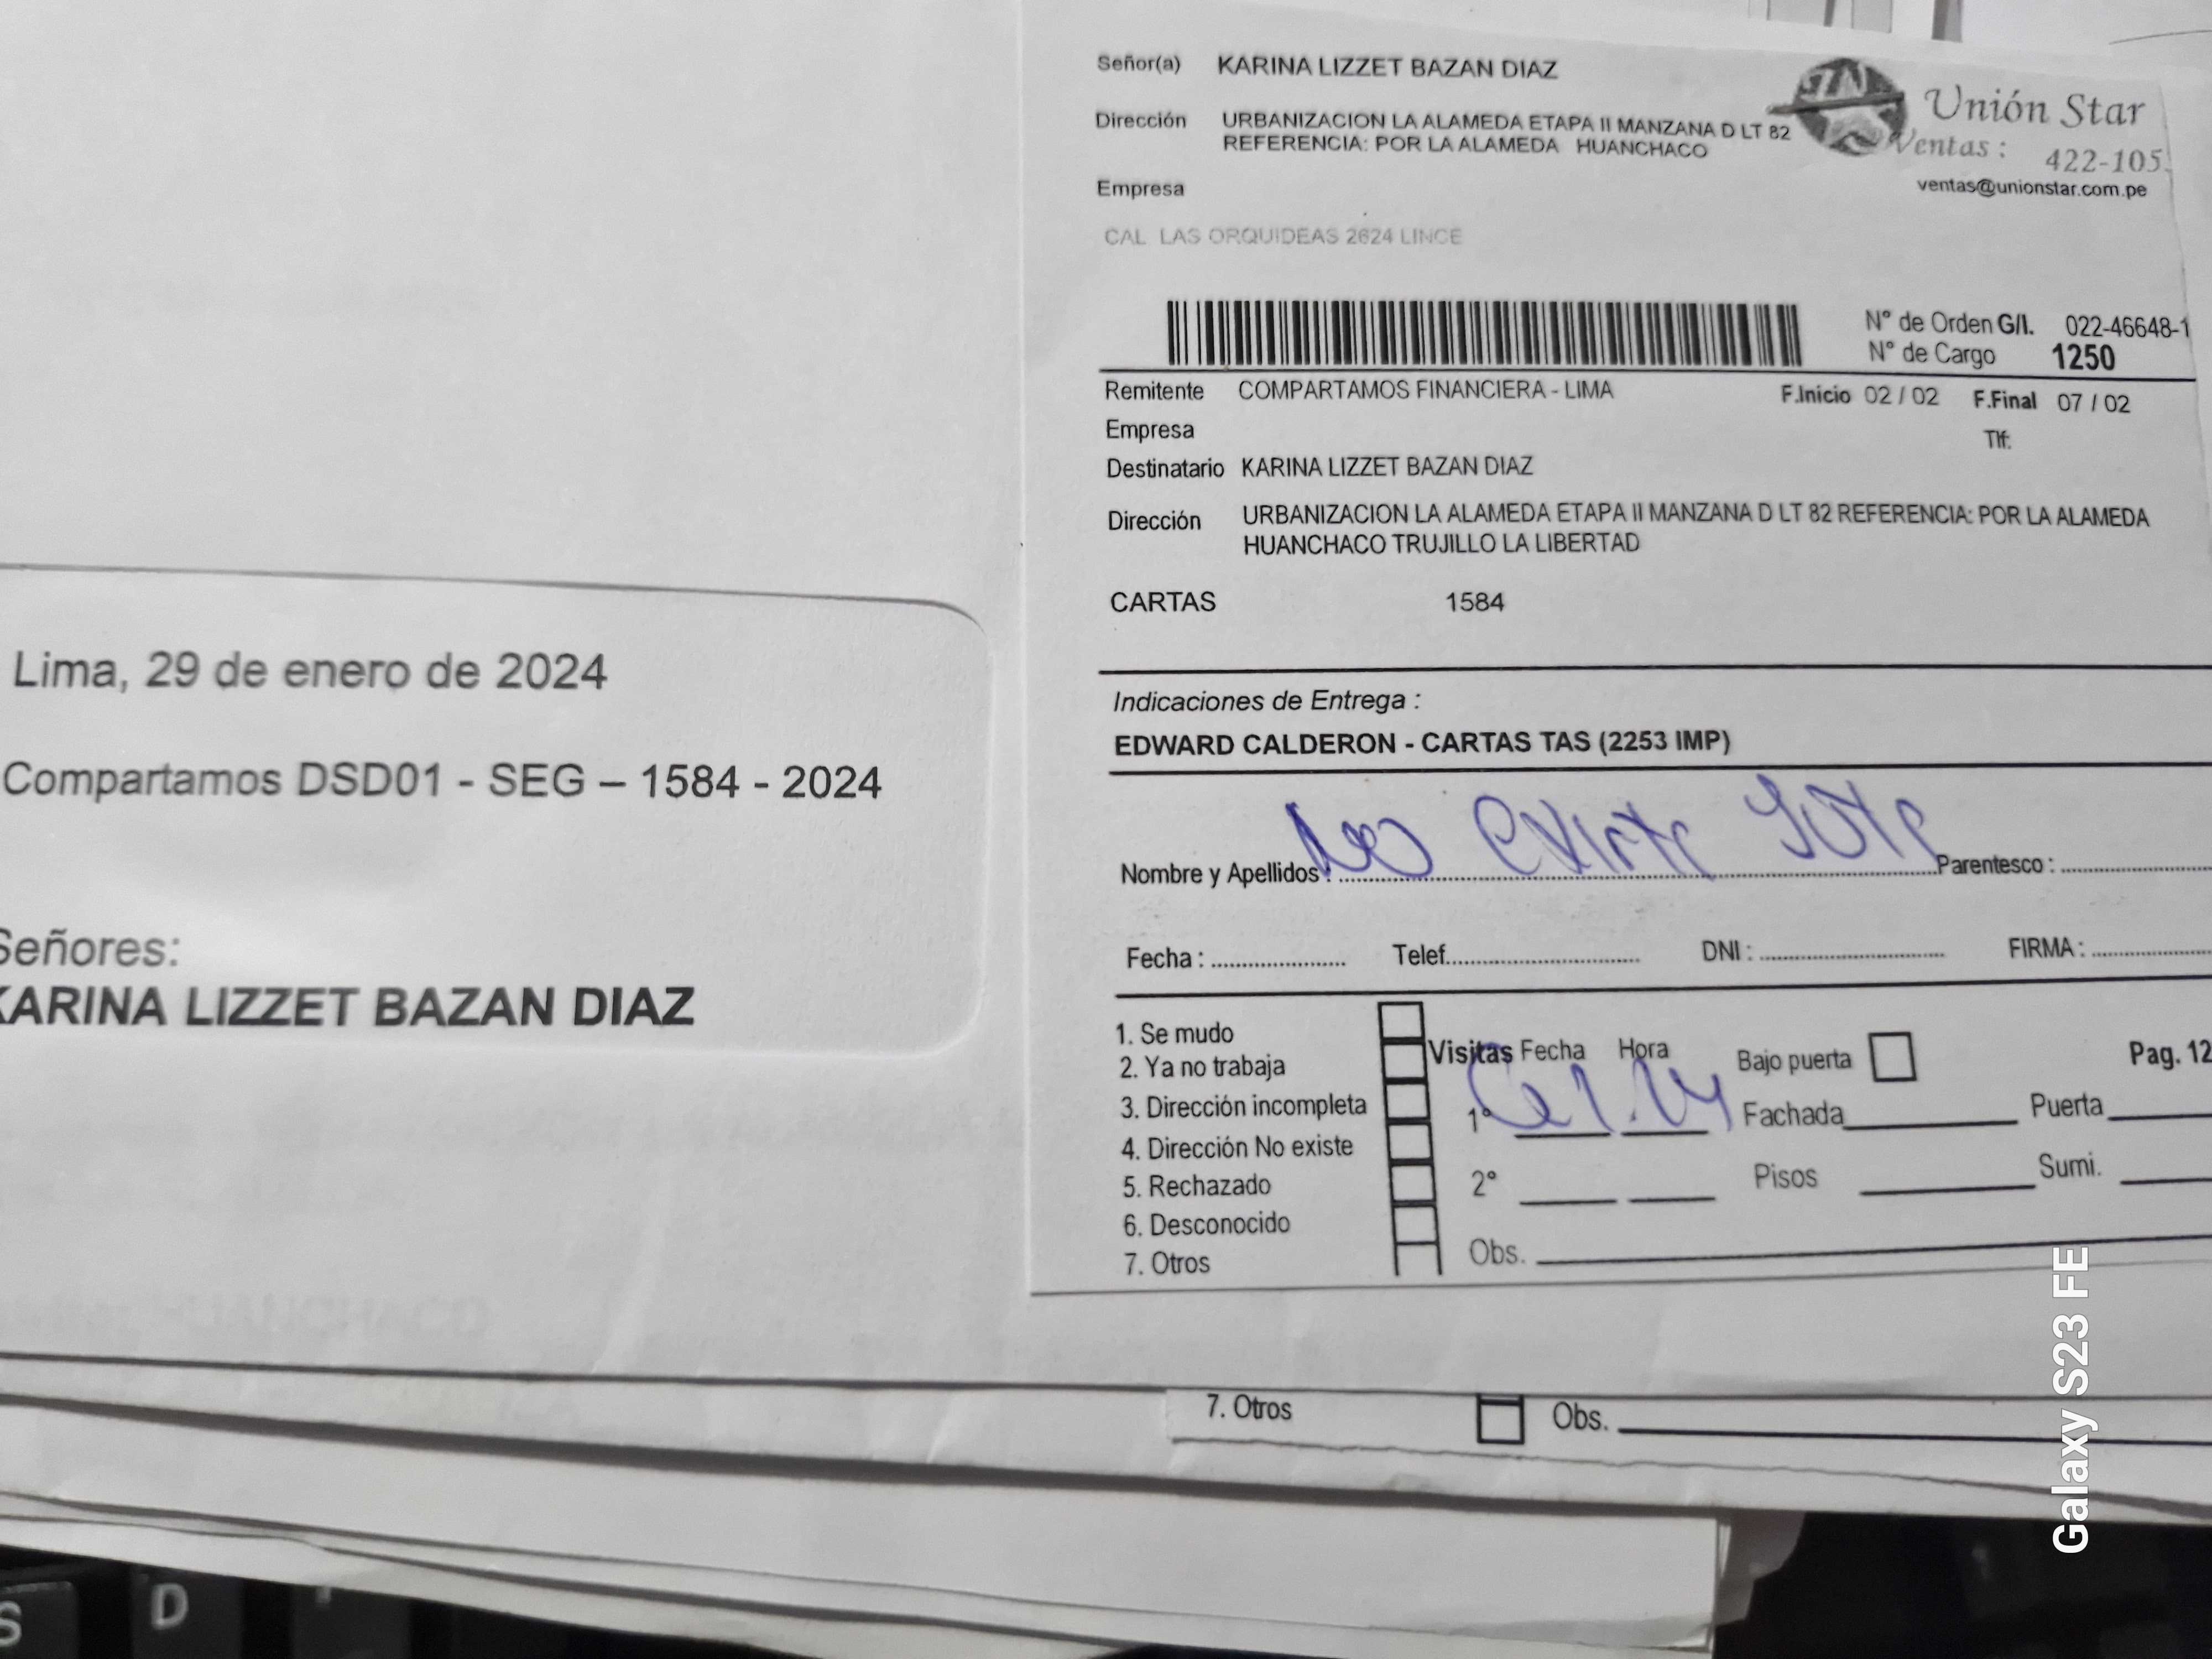 Señor(a) KARINA LIZZET BAZAN DIAZ
Dirección URBANIZACION LA ALAMEDA ETAPA II MANZANA D LT 82
REFERENCIA: POR LA ALAMEDA HUANCHACO
Unión Star
Ventas : 422-105
ventas@unionstar.com.pe
Empresa
CAL LAS ORQUIDEAS 2624 LINCE
N° de Orden G/I. 022-46648-1
N° de Cargo 1250
Remitente COMPARTAMOS FINANCIERA - LIMA F.Inicio 02 / 02 F.Final 07 / 02
Empresa Tlf:
Destinatario KARINA LIZZET BAZAN DIAZ
Dirección URBANIZACION LA ALAMEDA ETAPA II MANZANA D LT 82 REFERENCIA: POR LA ALAMEDA
HUANCHACO TRUJILLO LA LIBERTAD
CARTAS 1584
Indicaciones de Entrega :
EDWARD CALDERON - CARTAS TAS (2253 IMP)
No existe lote
Nombre y Apellidos : Parentesco :
Fecha : Telef. DNI : FIRMA :
1. Se mudo
2. Ya no trabaja
3. Dirección incompleta
4. Dirección No existe
5. Rechazado
6. Desconocido
7. Otros
Visitas Fecha Hora Bajo puerta Pag. 12
1° Fachada Puerta
2° Pisos Sumi.
Obs.
Lima, 29 de enero de 2024
Compartamos DSD01 - SEG – 1584 - 2024
Señores:
KARINA LIZZET BAZAN DIAZ
7. Otros Obs.
S D
Galaxy S23 FE